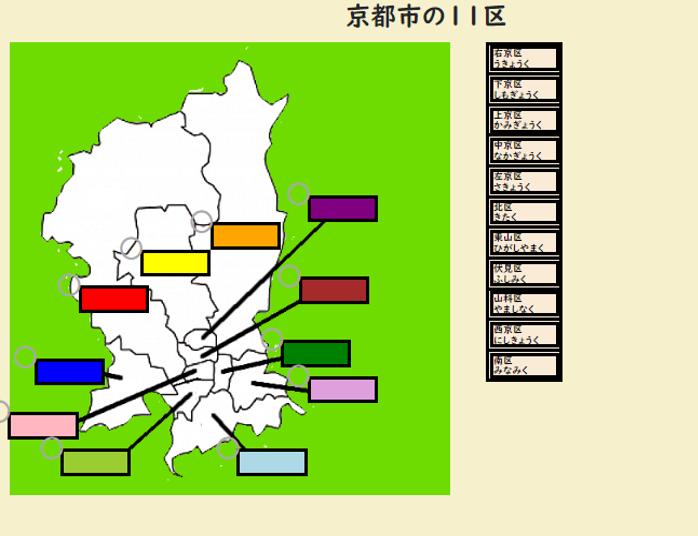 京都市の11区
右京区
うきょうく
下京区
しもぎょうく
上京区
かみぎょうく
中京区
なかぎょうく
左京区
さきょうく
北区
きたく
東山区
ひがしやまく
伏見区
ふしみく
山科区
やましなく
西京区
にしきょうく
南区
みなみく